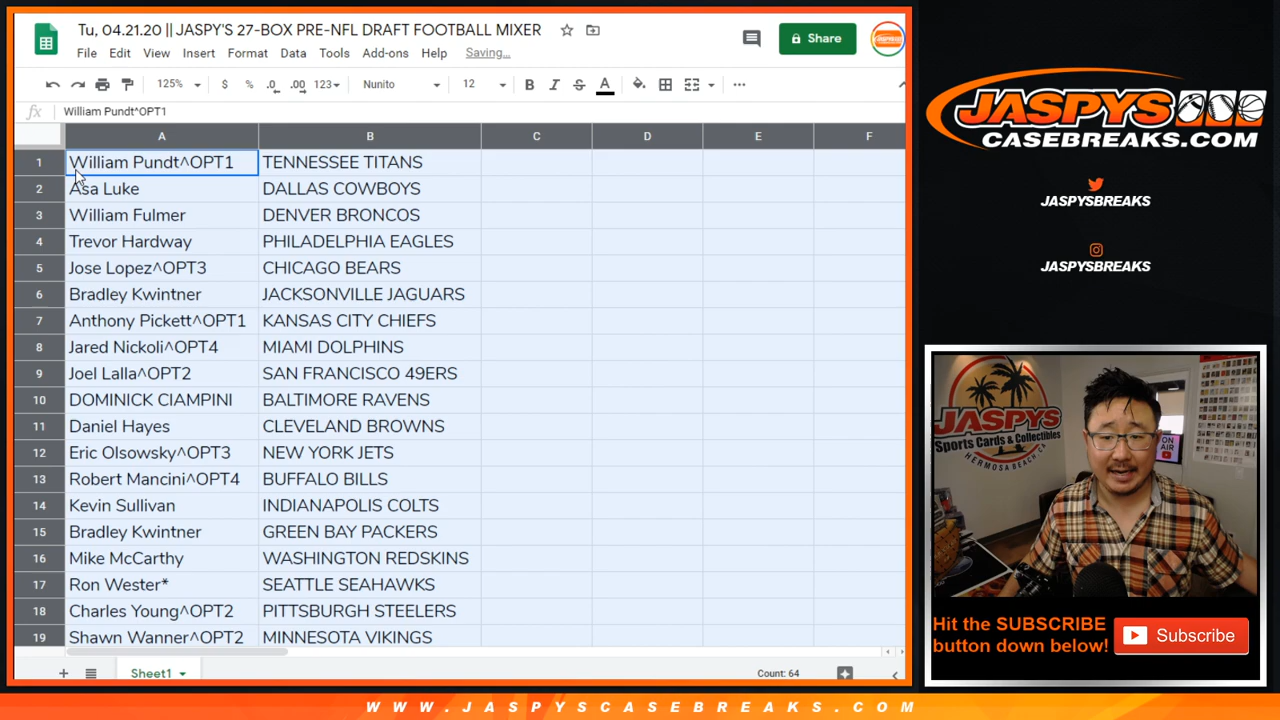 Tu, 04.21.20 || JASPY'S 27-BOX PRE-NFL DRAFT FOOTBALL MIXER
File Edit View Insert Format Data Tools Add-ons Help Saving...
Share
125% $ % .0 .00 123 Nunito 12 B I S A
fx William Pundt^OPT1
A B C D E F
1 William Pundt^OPT1 TENNESSEE TITANS
2 Asa Luke DALLAS COWBOYS
3 William Fulmer DENVER BRONCOS
4 Trevor Hardway PHILADELPHIA EAGLES
5 Jose Lopez^OPT3 CHICAGO BEARS
6 Bradley Kwintner JACKSONVILLE JAGUARS
7 Anthony Pickett^OPT1 KANSAS CITY CHIEFS
8 Jared Nickoli^OPT4 MIAMI DOLPHINS
9 Joel Lalla^OPT2 SAN FRANCISCO 49ERS
10 DOMINICK CIAMPINI BALTIMORE RAVENS
11 Daniel Hayes CLEVELAND BROWNS
12 Eric Olsowsky^OPT3 NEW YORK JETS
13 Robert Mancini^OPT4 BUFFALO BILLS
14 Kevin Sullivan INDIANAPOLIS COLTS
15 Bradley Kwintner GREEN BAY PACKERS
16 Mike McCarthy WASHINGTON REDSKINS
17 Ron Wester* SEATTLE SEAHAWKS
18 Charles Young^OPT2 PITTSBURGH STEELERS
19 Shawn Wanner^OPT2 MINNESOTA VIKINGS
Sheet1
Count: 64
JASPYS
CASEBREAKS.COM
JASPYSBREAKS
JASPYSBREAKS
JASPYS
Sports Cards & Collectibles
HERMOSA BEACH, CA
ON AIR
Hit the SUBSCRIBE
button down below!
Subscribe
WWW.JASPYSCASEBREAKS.COM